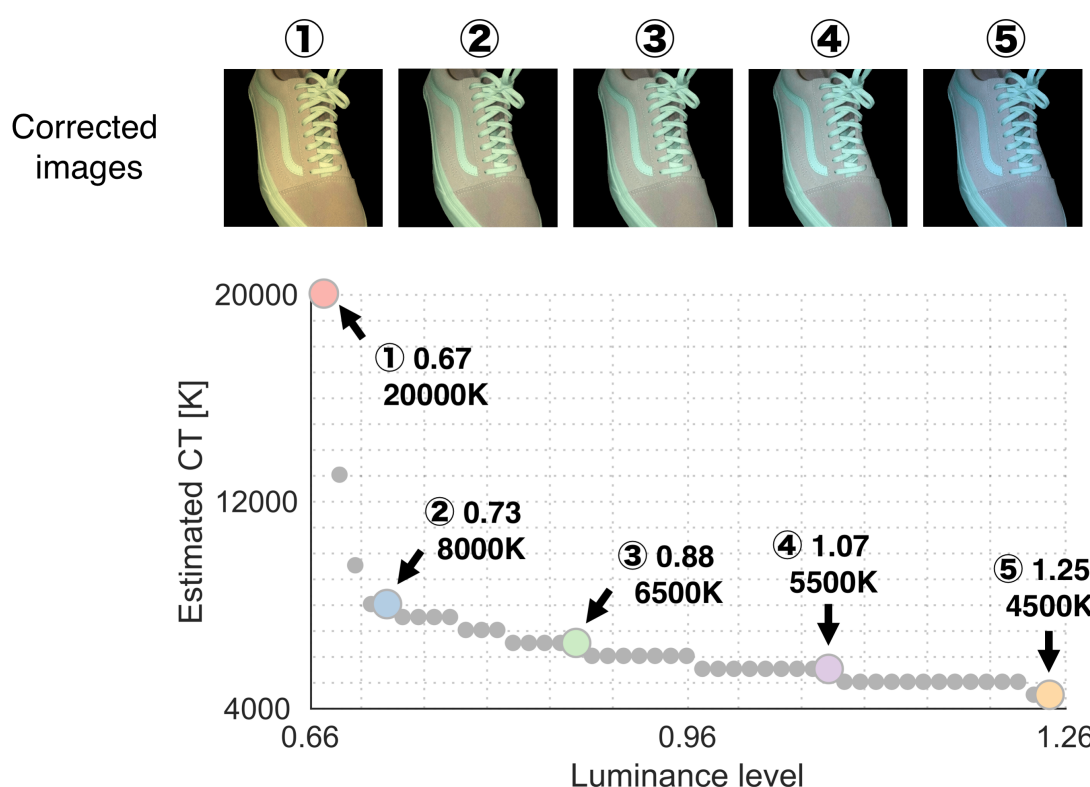 ① ② ③ ④ ⑤
Corrected
images
20000
① 0.67
20000K
Estimated CT [K]
12000
② 0.73
8000K
③ 0.88
6500K
④ 1.07
5500K
⑤ 1.25
4500K
4000
0.66 0.96 1.26
Luminance level